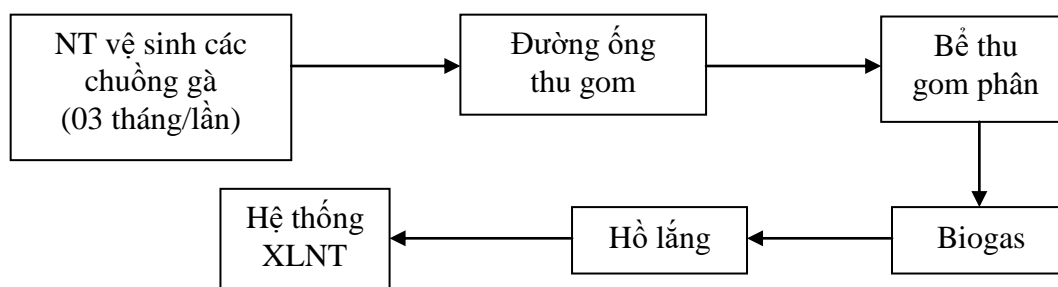 NT vệ sinh các
chuồng gà
(03 tháng/lần)
Đường ống
thu gom
Bể thu
gom phân
Biogas
Hồ lắng
Hệ thống
XLNT